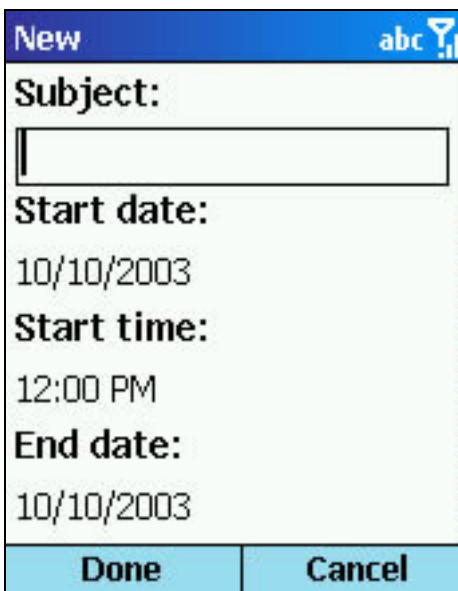 New abc
Subject:
Start date:
10/10/2003
Start time:
12:00 PM
End date:
10/10/2003
Done Cancel